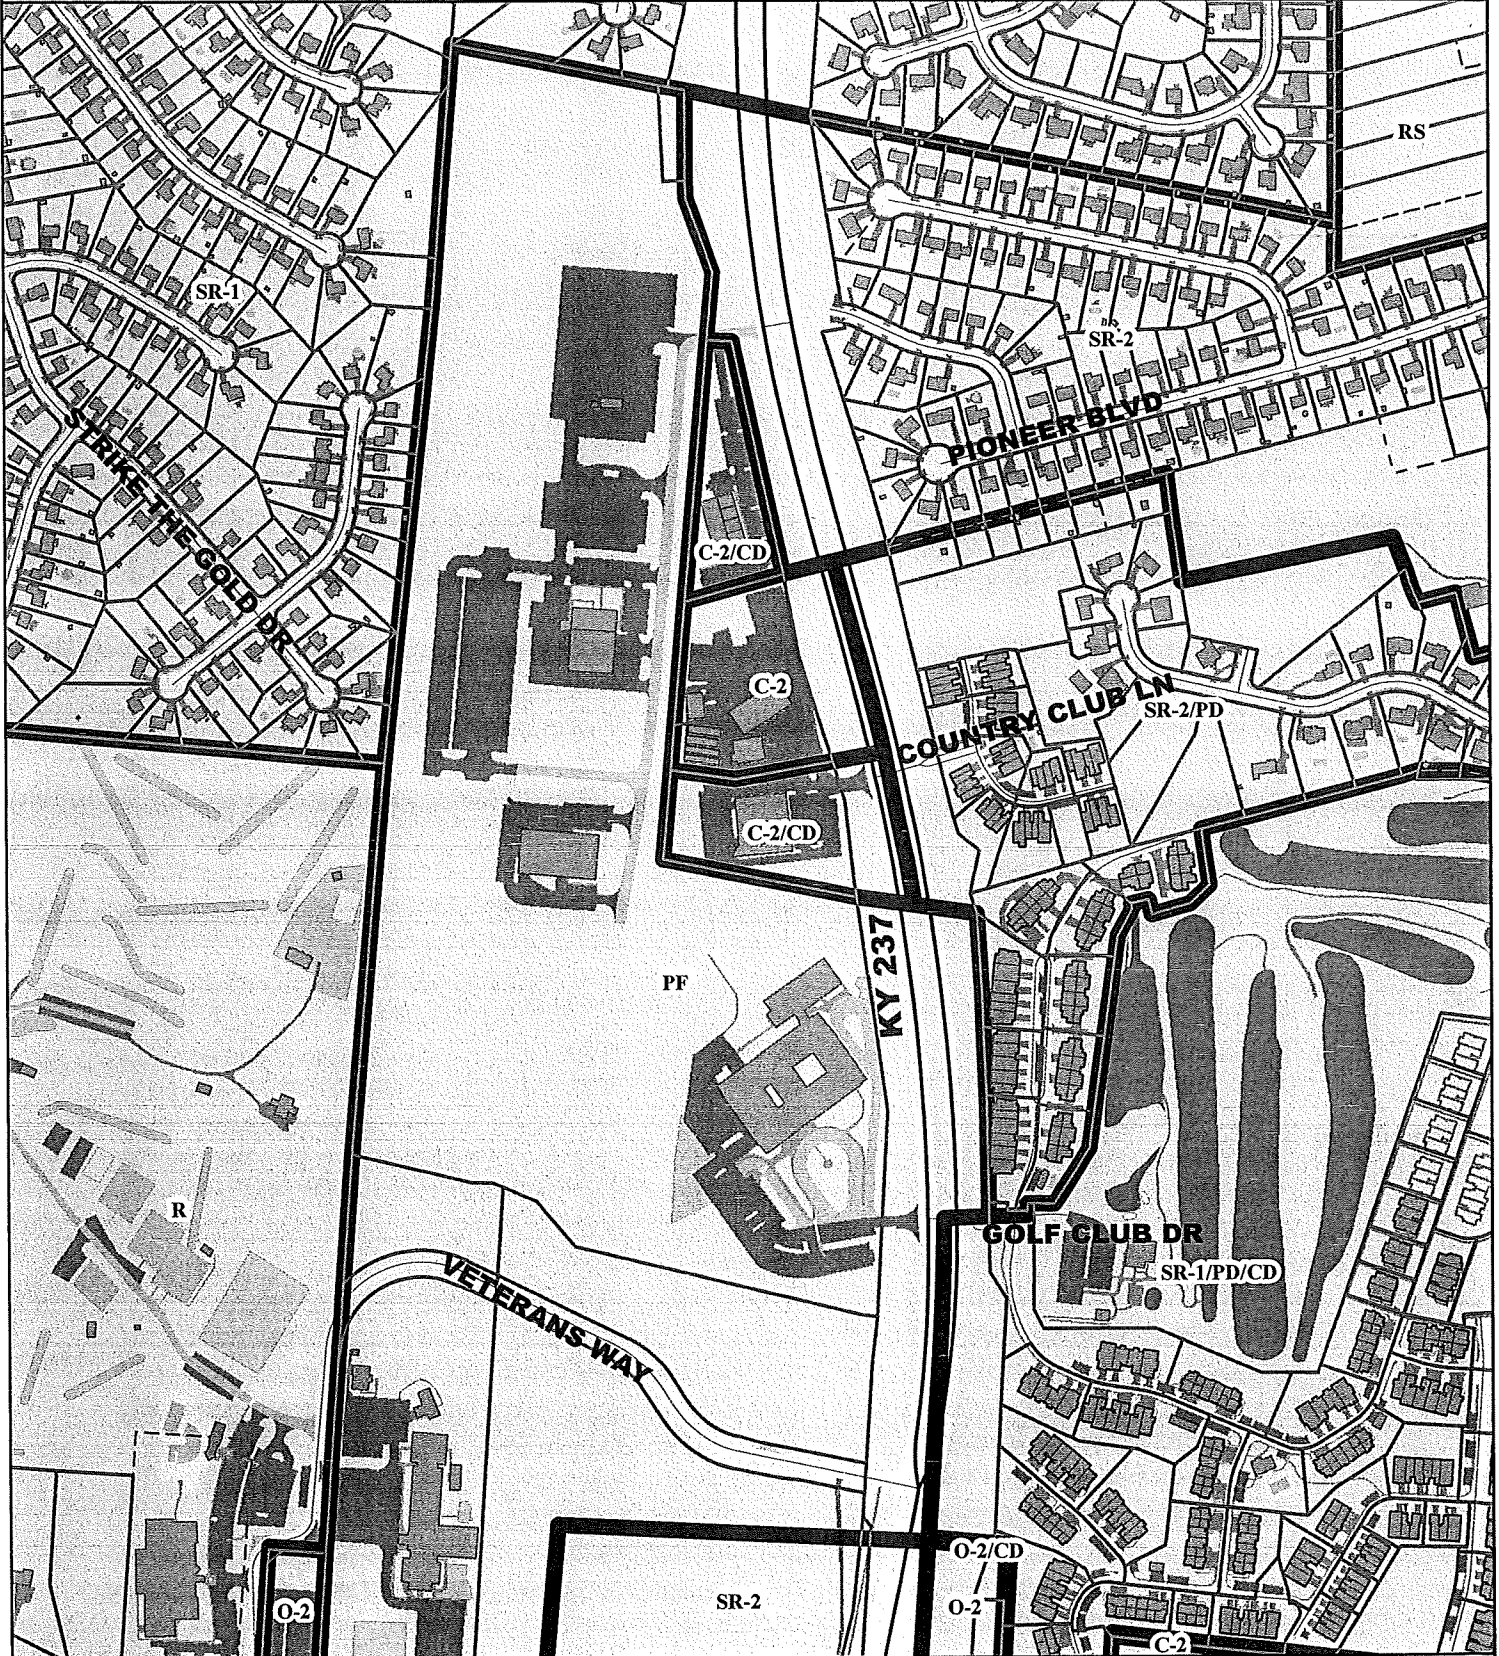 RS
SR-1
SR-2
PIONEER BLVD
STRIKE THE GOLD DR
C-2/CD
C-2
COUNTRY CLUB LN
SR-2/PD
C-2/CD
KY 237
PF
R
GOLF CLUB DR
SR-1/PD/CD
VETERANS WAY
O-2/CD
SR-2
O-2
O-2
C-2